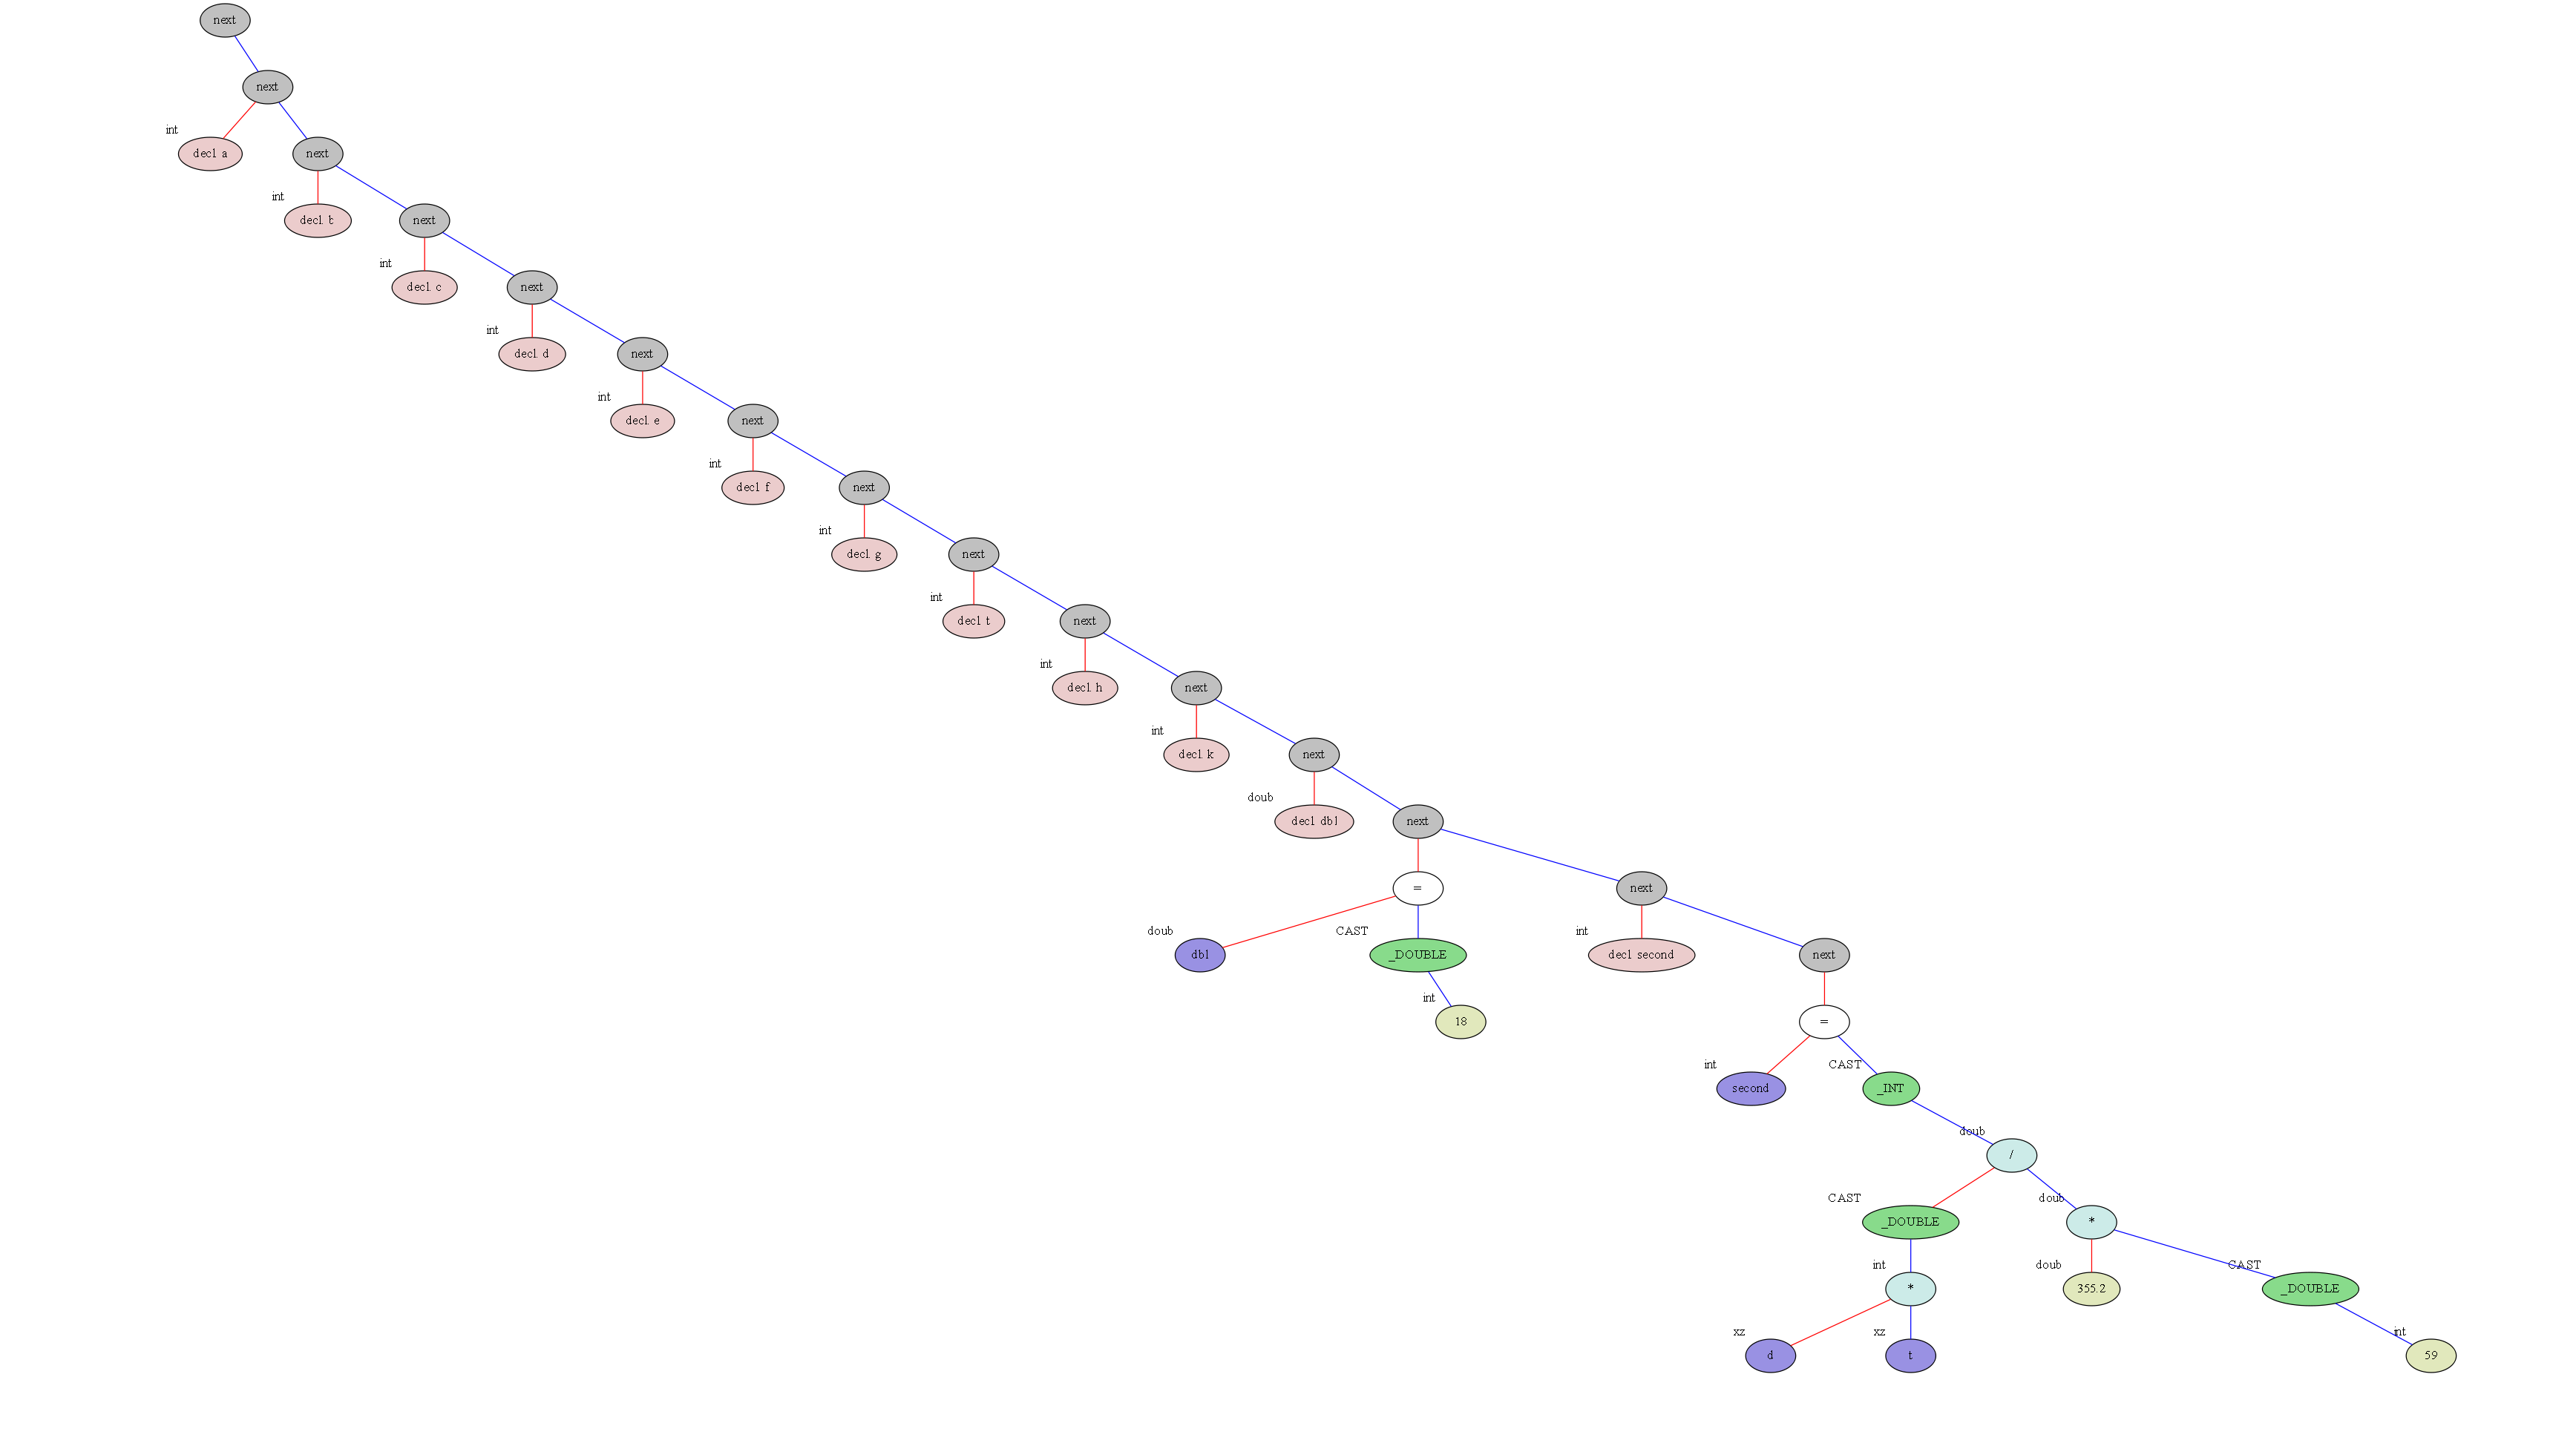 next
next
int
decl a
next
int
decl b
next
int
decl c
next
int
decl d
next
int
decl e
next
int
decl f
next
int
decl g
next
int
decl t
next
int
decl h
next
int
decl k
next
doub
decl dbl
next
=
next
doub
dbl
CAST
_DOUBLE
int
decl second
next
int
18
=
int
second
CAST
_INT
doub
/
CAST
_DOUBLE
doub
*
int
*
doub
355.2
CAST
_DOUBLE
xz
d
xz
t
int
59